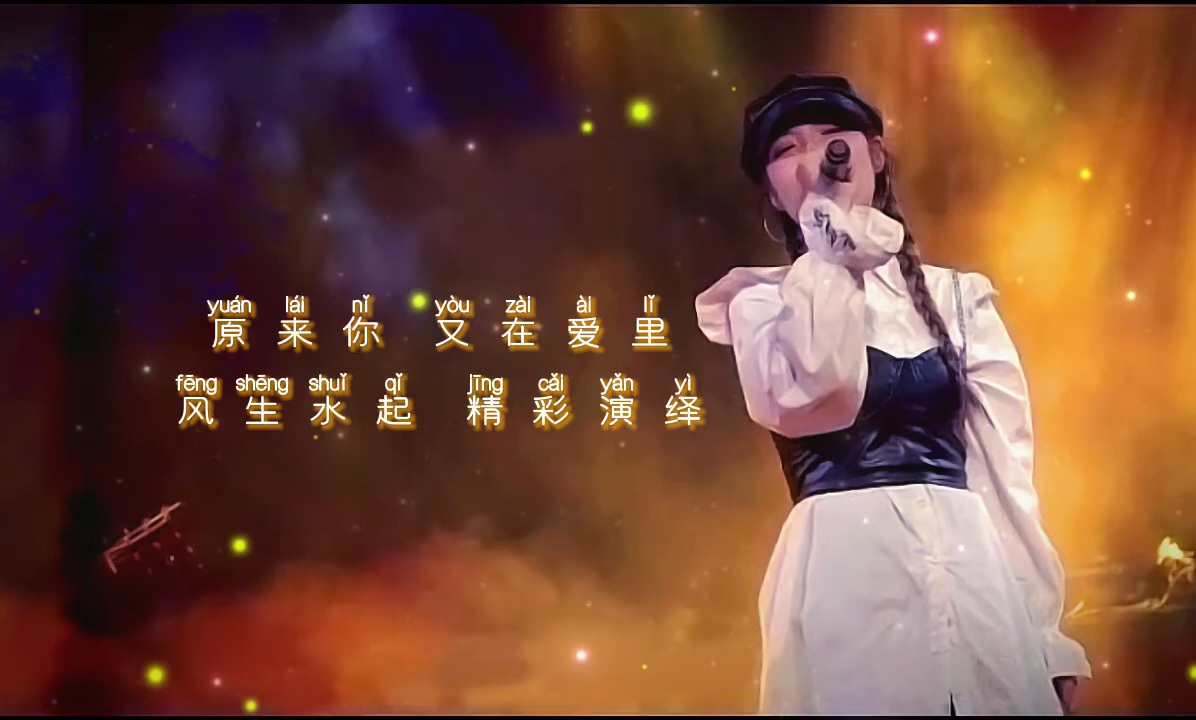 yuán lái nǐ yòu zài ài lǐ
原来你 又在爱里
fēng shēng shuǐ qǐ jīng cǎi yǎn yì
风生水起 精彩演绎